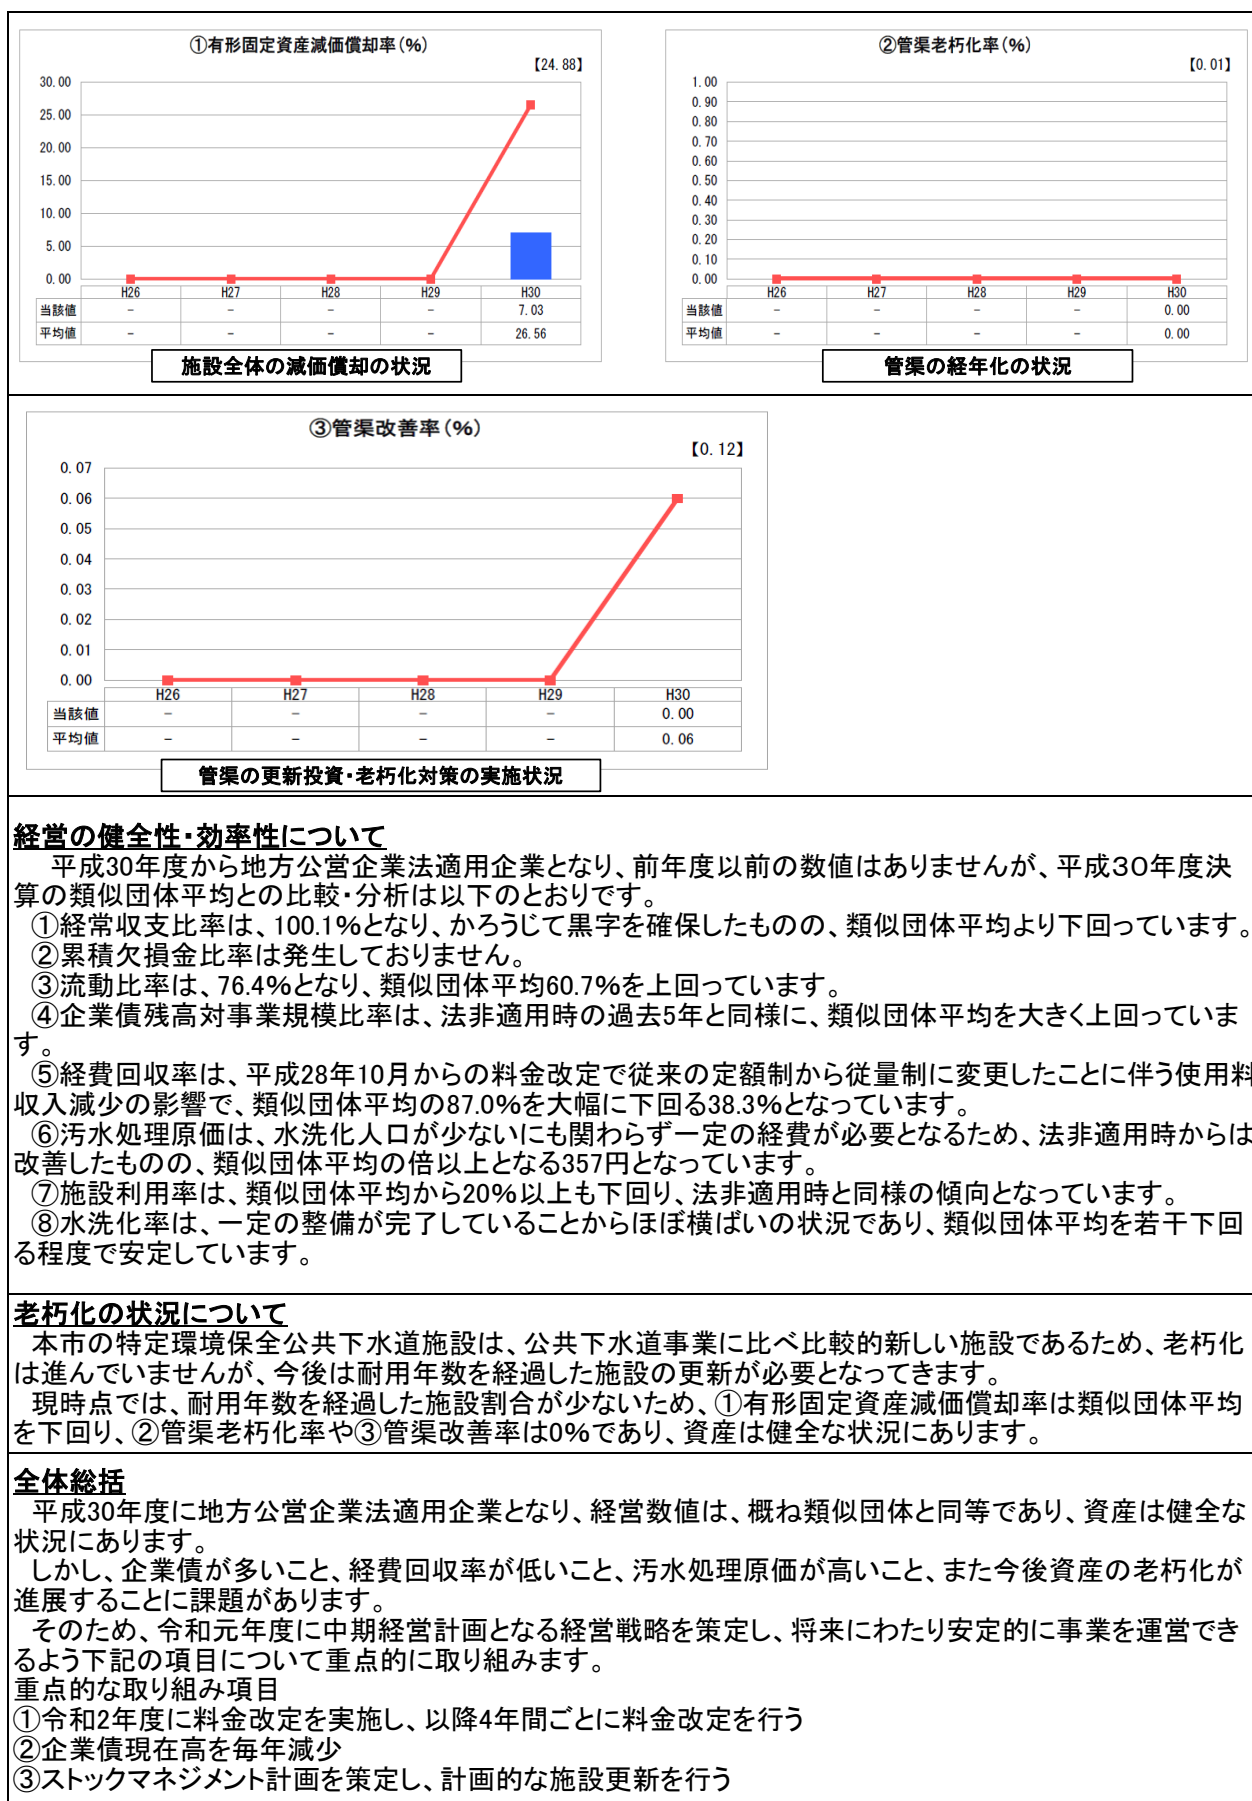 ①有形固定資産減価償却率(%)
【24.88】
30.00
25.00
20.00
15.00
10.00
5.00
0.00
H26 H27 H28 H29 H30
当該値 - - - - 7.03
平均値 - - - - 26.56
施設全体の減価償却の状況
②管渠老朽化率(%)
【0.01】
1.00
0.90
0.80
0.70
0.60
0.50
0.40
0.30
0.20
0.10
0.00
H26 H27 H28 H29 H30
当該値 - - - - 0.00
平均値 - - - - 0.00
管渠の経年化の状況
③管渠改善率(%)
【0.12】
0.07
0.06
0.05
0.04
0.03
0.02
0.01
0.00
H26 H27 H28 H29 H30
当該値 - - - - 0.00
平均値 - - - - 0.06
管渠の更新投資・老朽化対策の実施状況
経営の健全性・効率性について
平成30年度から地方公営企業法適用企業となり、前年度以前の数値はありませんが、平成30年度決
算の類似団体平均との比較・分析は以下のとおりです。
①経常収支比率は、100.1%となり、かろうじて黒字を確保したものの、類似団体平均より下回っています。
②累積欠損金比率は発生しておりません。
③流動比率は、76.4%となり、類似団体平均60.7%を上回っています。
④企業債残高対事業規模比率は、法非適用時の過去5年と同様に、類似団体平均を大きく上回っていま
す。
⑤経費回収率は、平成28年10月からの料金改定で従来の定額制から従量制に変更したことに伴う使用料
収入減少の影響で、類似団体平均の87.0%を大幅に下回る38.3%となっています。
⑥汚水処理原価は、水洗化人口が少ないにも関わらず一定の経費が必要となるため、法非適用時からは
改善したものの、類似団体平均の倍以上となる357円となっています。
⑦施設利用率は、類似団体平均から20%以上も下回り、法非適用時と同様の傾向となっています。
⑧水洗化率は、一定の整備が完了していることからほぼ横ばいの状況であり、類似団体平均を若干下回
る程度で安定しています。
老朽化の状況について
本市の特定環境保全公共下水道施設は、公共下水道事業に比べ比較的新しい施設であるため、老朽化
は進んでいませんが、今後は耐用年数を経過した施設の更新が必要となってきます。
現時点では、耐用年数を経過した施設割合が少ないため、①有形固定資産減価償却率は類似団体平均
を下回り、②管渠老朽化率や③管渠改善率は0%であり、資産は健全な状況にあります。
全体総括
平成30年度に地方公営企業法適用企業となり、経営数値は、概ね類似団体と同等であり、資産は健全な
状況にあります。
しかし、企業債が多いこと、経費回収率が低いこと、汚水処理原価が高いこと、また今後資産の老朽化が
進展することに課題があります。
そのため、令和元年度に中期経営計画となる経営戦略を策定し、将来にわたり安定的に事業を運営でき
るよう下記の項目について重点的に取り組みます。
重点的な取り組み項目
①令和2年度に料金改定を実施し、以降4年間ごとに料金改定を行う
②企業債現在高を毎年減少
③ストックマネジメント計画を策定し、計画的な施設更新を行う